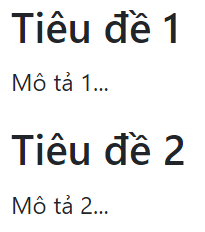 Tiêu đề 1
Mô tả 1...
Tiêu đề 2
Mô tả 2...